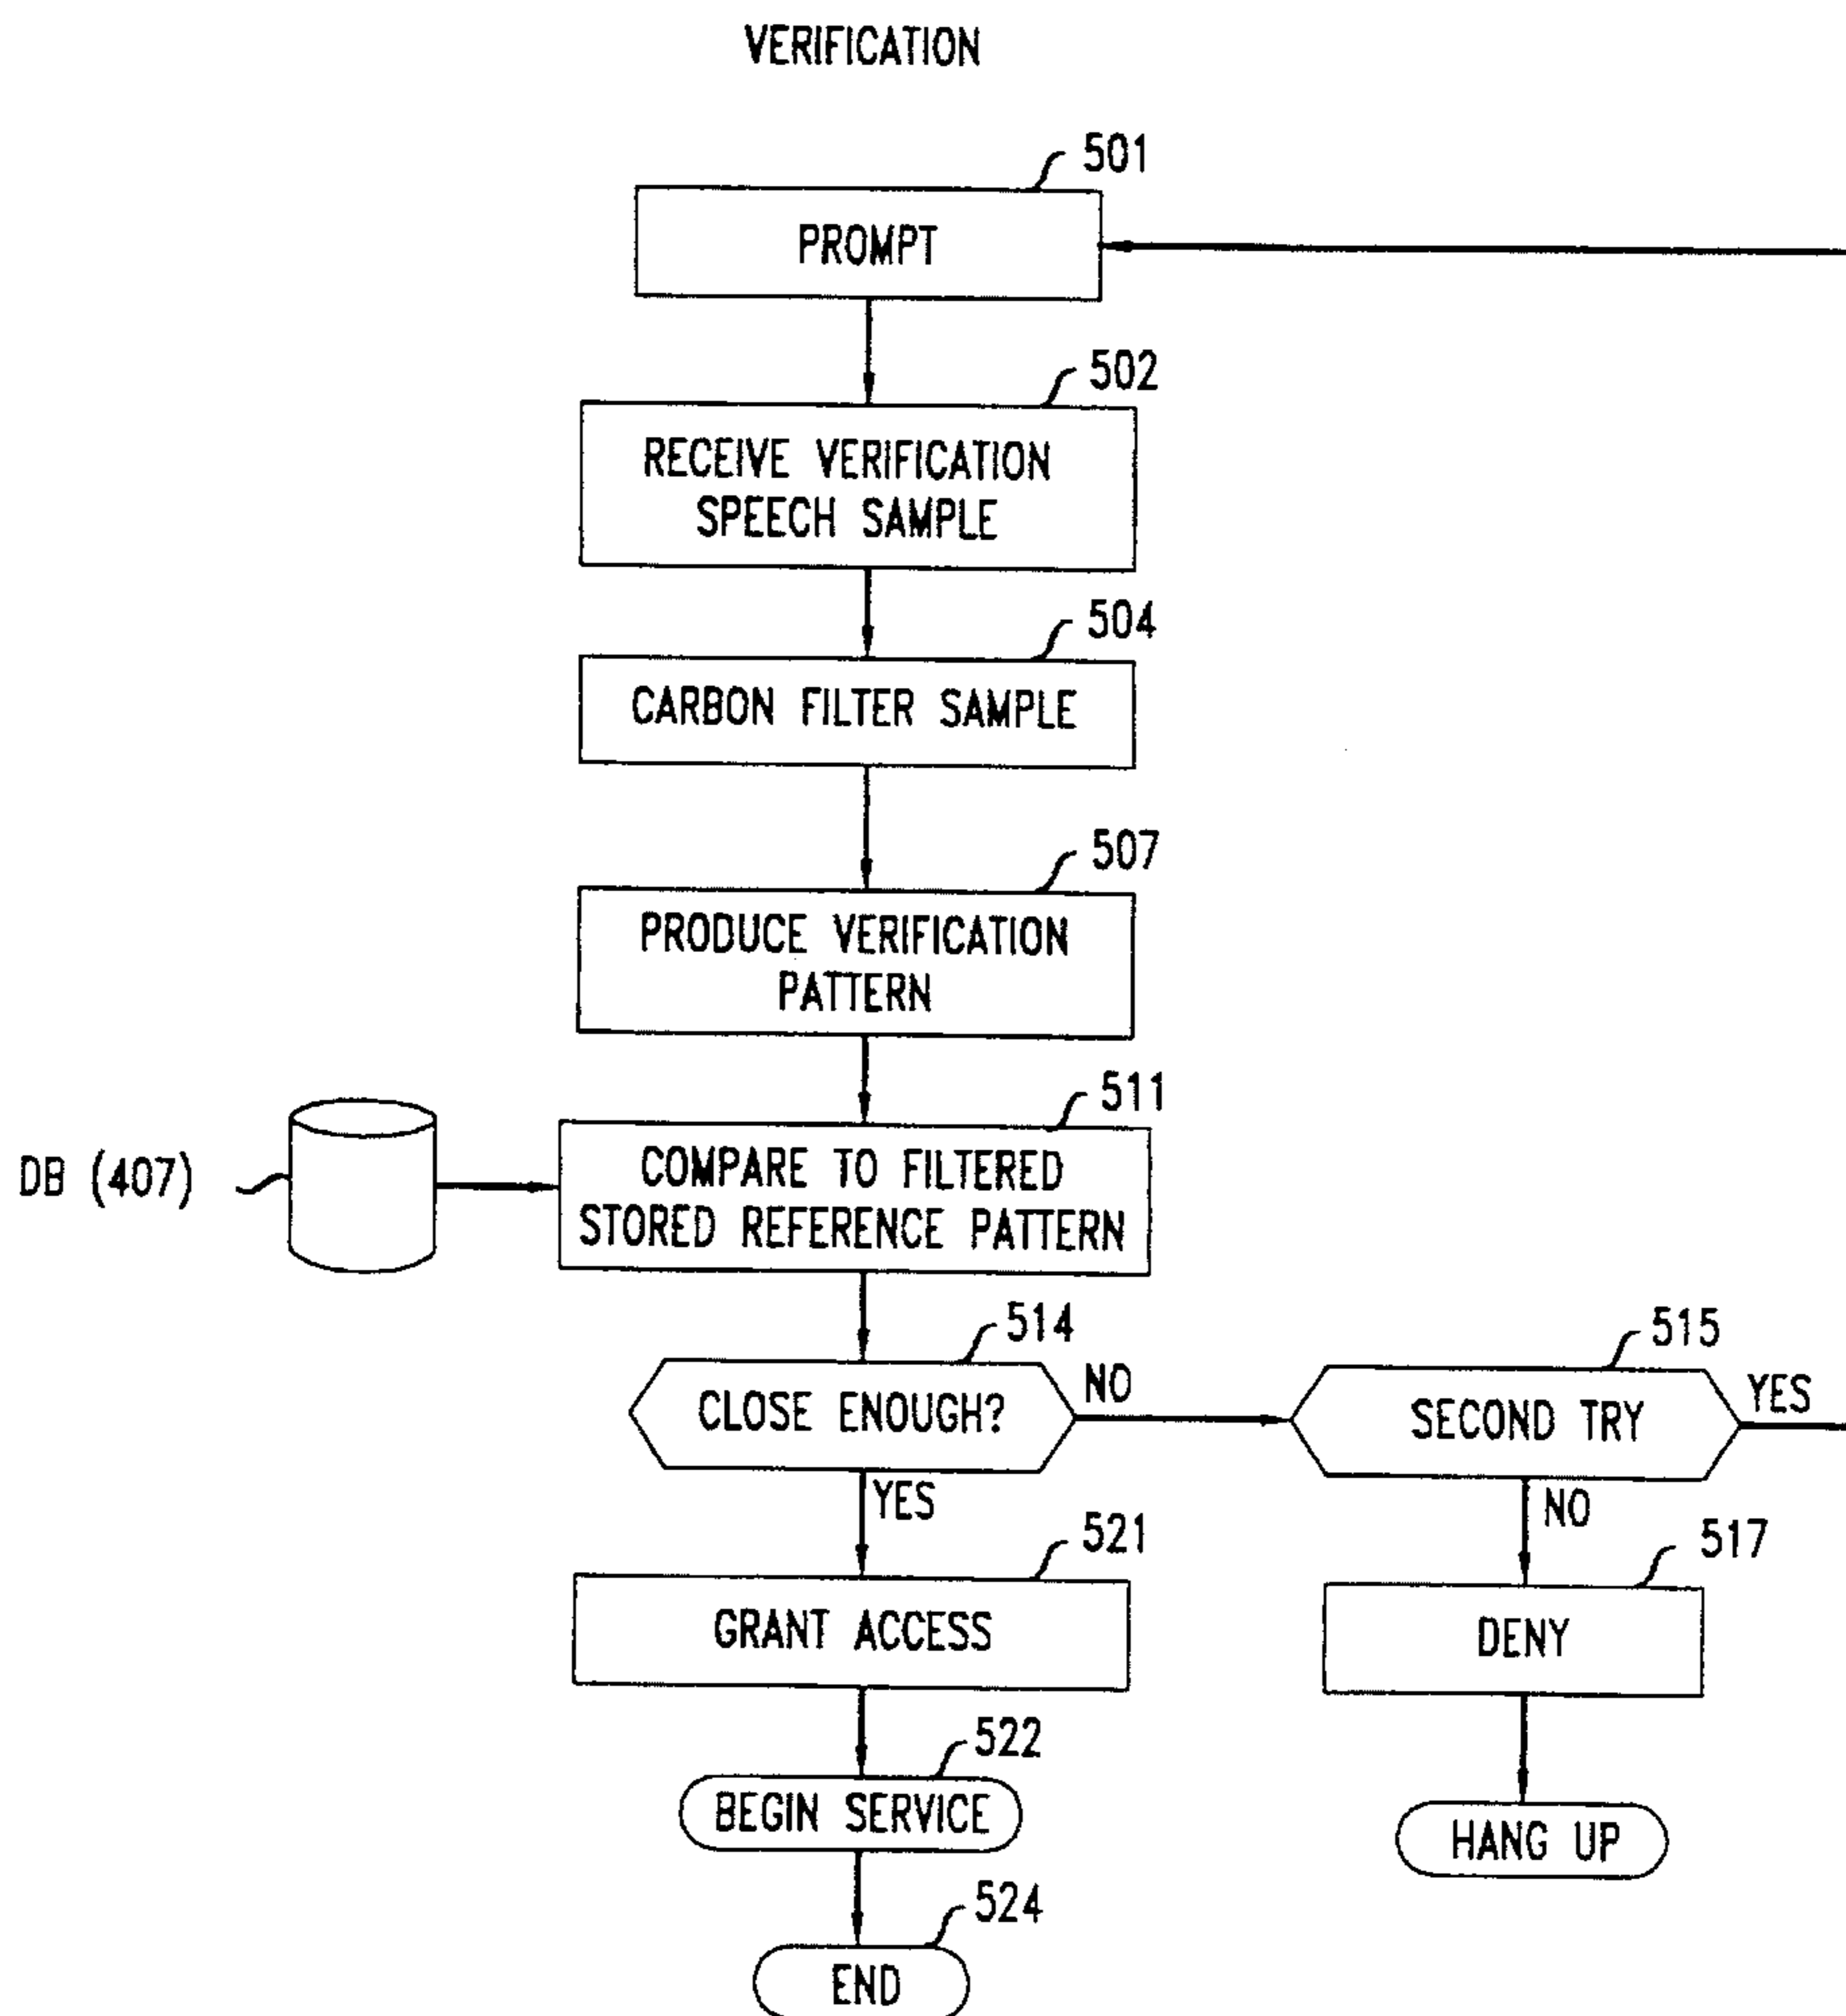 VERIFICATION
501
PROMPT
502
RECEIVE VERIFICATION
SPEECH SAMPLE
504
CARBON FILTER SAMPLE
507
PRODUCE VERIFICATION
PATTERN
511
DB (407)
COMPARE TO FILTERED
STORED REFERENCE PATTERN
514
CLOSE ENOUGH?
NO
515
SECOND TRY
YES
YES
NO
521
GRANT ACCESS
517
DENY
522
BEGIN SERVICE
HANG UP
524
END